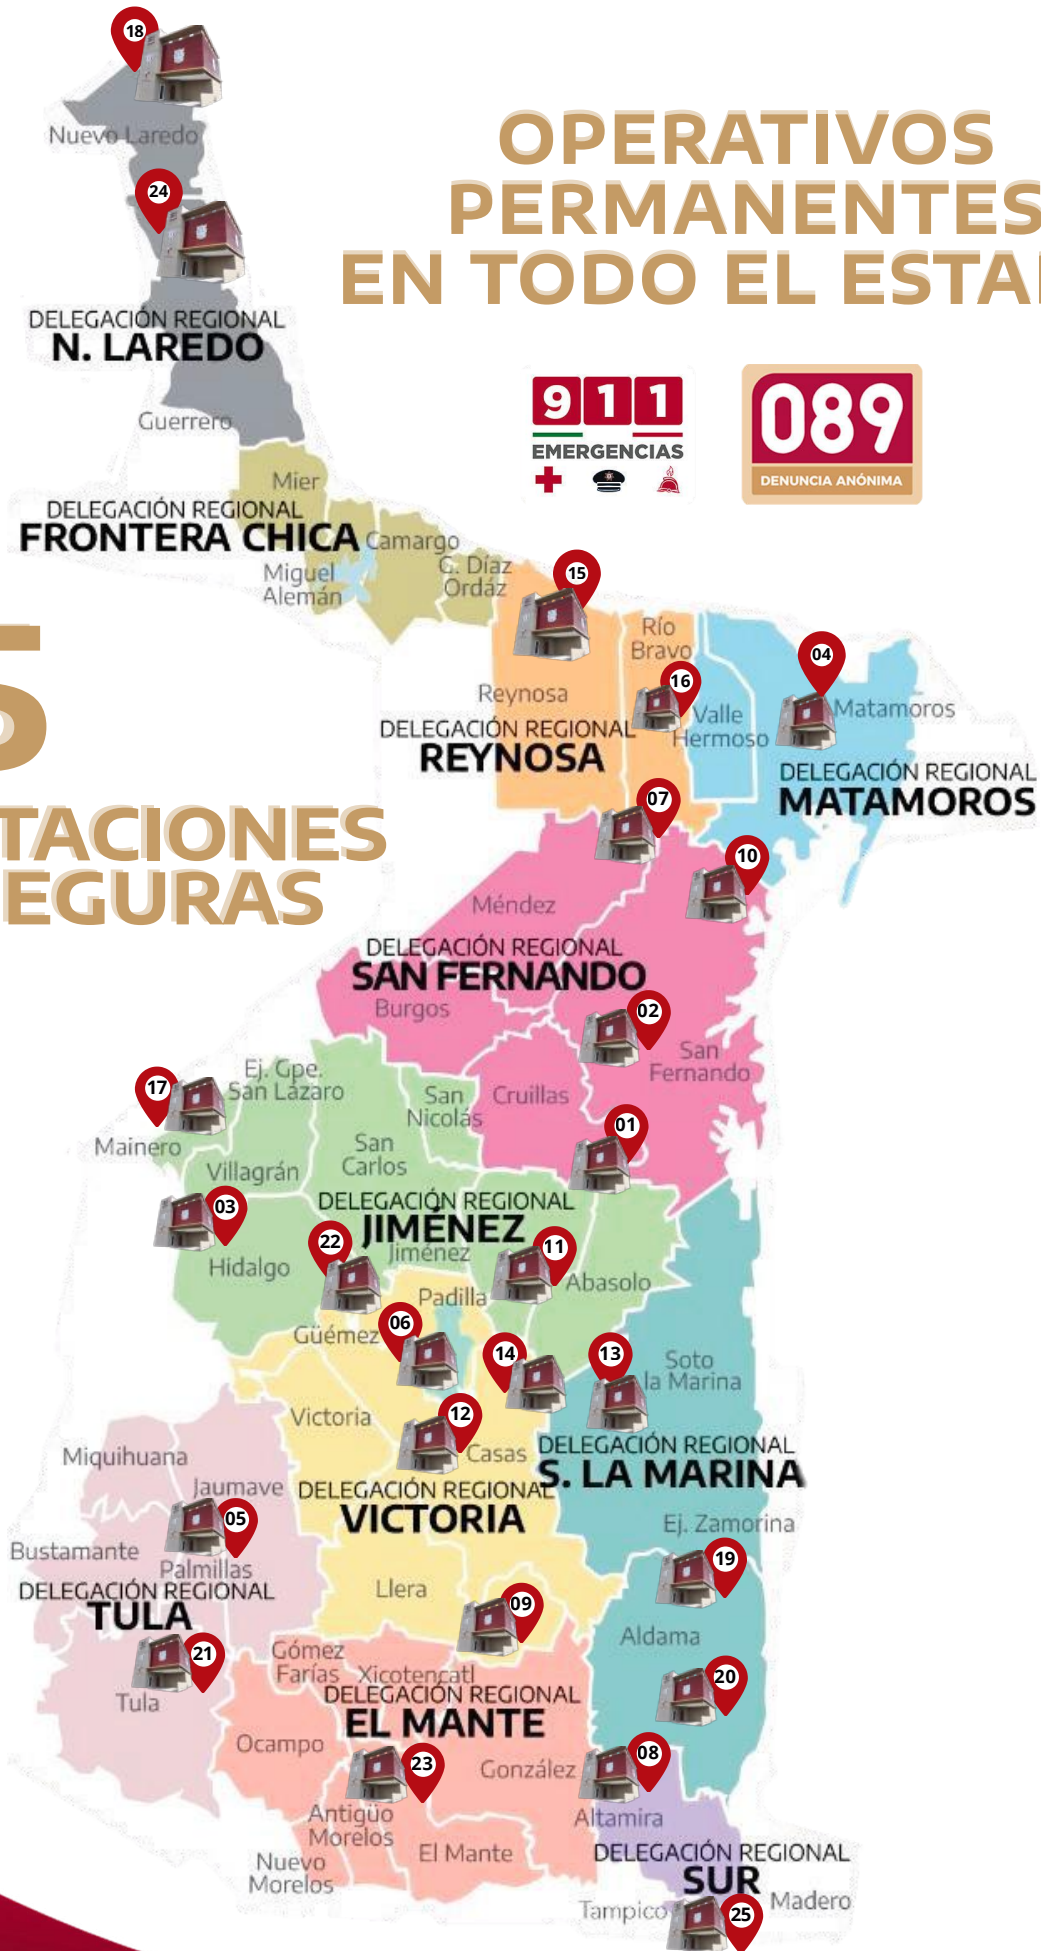 18
Nuevo Laredo
OPERATIVOS
PERMANENTES
EN TODO EL ESTA
24
DELEGACIÓN REGIONAL
N. LAREDO
Guerrero
911
EMERGENCIAS
089
DENUNCIA ANÓNIMA
Mier
DELEGACIÓN REGIONAL
FRONTERA CHICA
Camargo
Miguel
Alemán
G. Díaz
Ordáz
15
Río
Bravo
04
16
Reynosa
Valle
Hermoso
Matamoros
DELEGACIÓN REGIONAL
REYNOSA
DELEGACIÓN REGIONAL
MATAMOROS
5
TACIONES
EGURAS
07
10
Méndez
DELEGACIÓN REGIONAL
SAN FERNANDO
Burgos
02
San
Fernando
Ej. Gpe.
San Lázaro
17
San
Nicolás
Cruillas
01
Mainero
San
Carlos
Villagrán
DELEGACIÓN REGIONAL
JIMÉNEZ
Jiménez
03
22
11
Hidalgo
Abasolo
Padilla
Güémez
06
14
13
Soto
la Marina
Victoria
12
Casas
DELEGACIÓN REGIONAL
S. LA MARINA
Miquihuana
Jaumave
DELEGACIÓN REGIONAL
VICTORIA
05
Ej. Zamorina
Bustamante
Palmillas
DELEGACIÓN REGIONAL
TULA
19
Llera
09
Aldama
21
Gómez
Farías
Xicotencatl
DELEGACIÓN REGIONAL
EL MANTE
20
Tula
Ocampo
23
González
08
Antigüo
Morelos
Altamira
El Mante
Nuevo
Morelos
DELEGACIÓN REGIONAL
SUR
Tampico
Madero
25